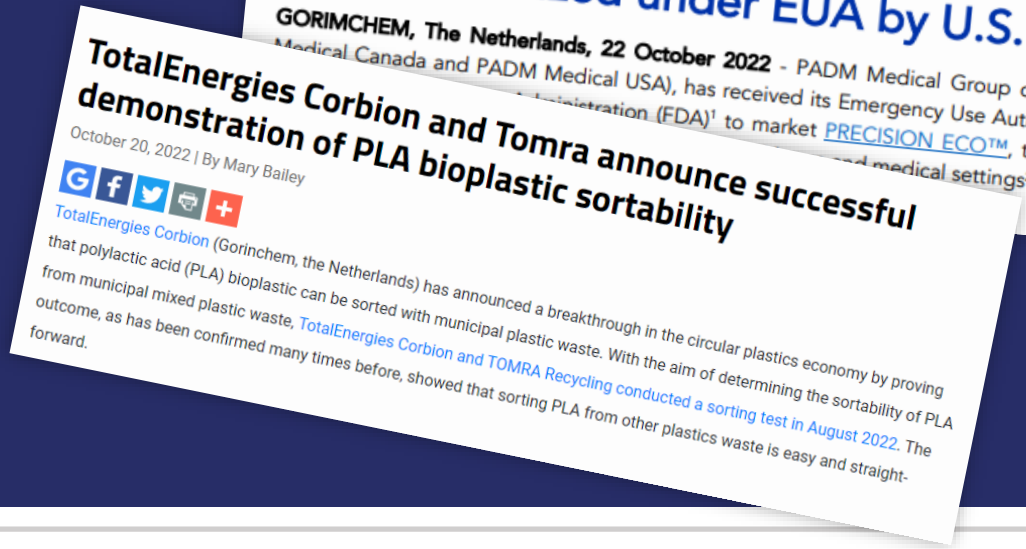 under EUA by U.S.
GORIMCHEM, The Netherlands, 22 October 2022 - PADM Medical Group
Medical Canada and PADM Medical USA), has received its Emergency Use Aut
(FDA)¹ to market PRECISION ECO™,
and medical settings
TotalEnergies Corbion and Tomra announce successful
demonstration of PLA bioplastic sortability
October 20, 2022 | By Mary Bailey
G f +
TotalEnergies Corbion (Gorinchem, the Netherlands) has announced a breakthrough in the circular plastics economy by proving
that polylactic acid (PLA) bioplastic can be sorted with municipal plastic waste. With the aim of determining the sortability of PLA
from municipal mixed plastic waste, TotalEnergies Corbion and TOMRA Recycling conducted a sorting test in August 2022. The
outcome, as has been confirmed many times before, showed that sorting PLA from other plastics waste is easy and straight-
forward.